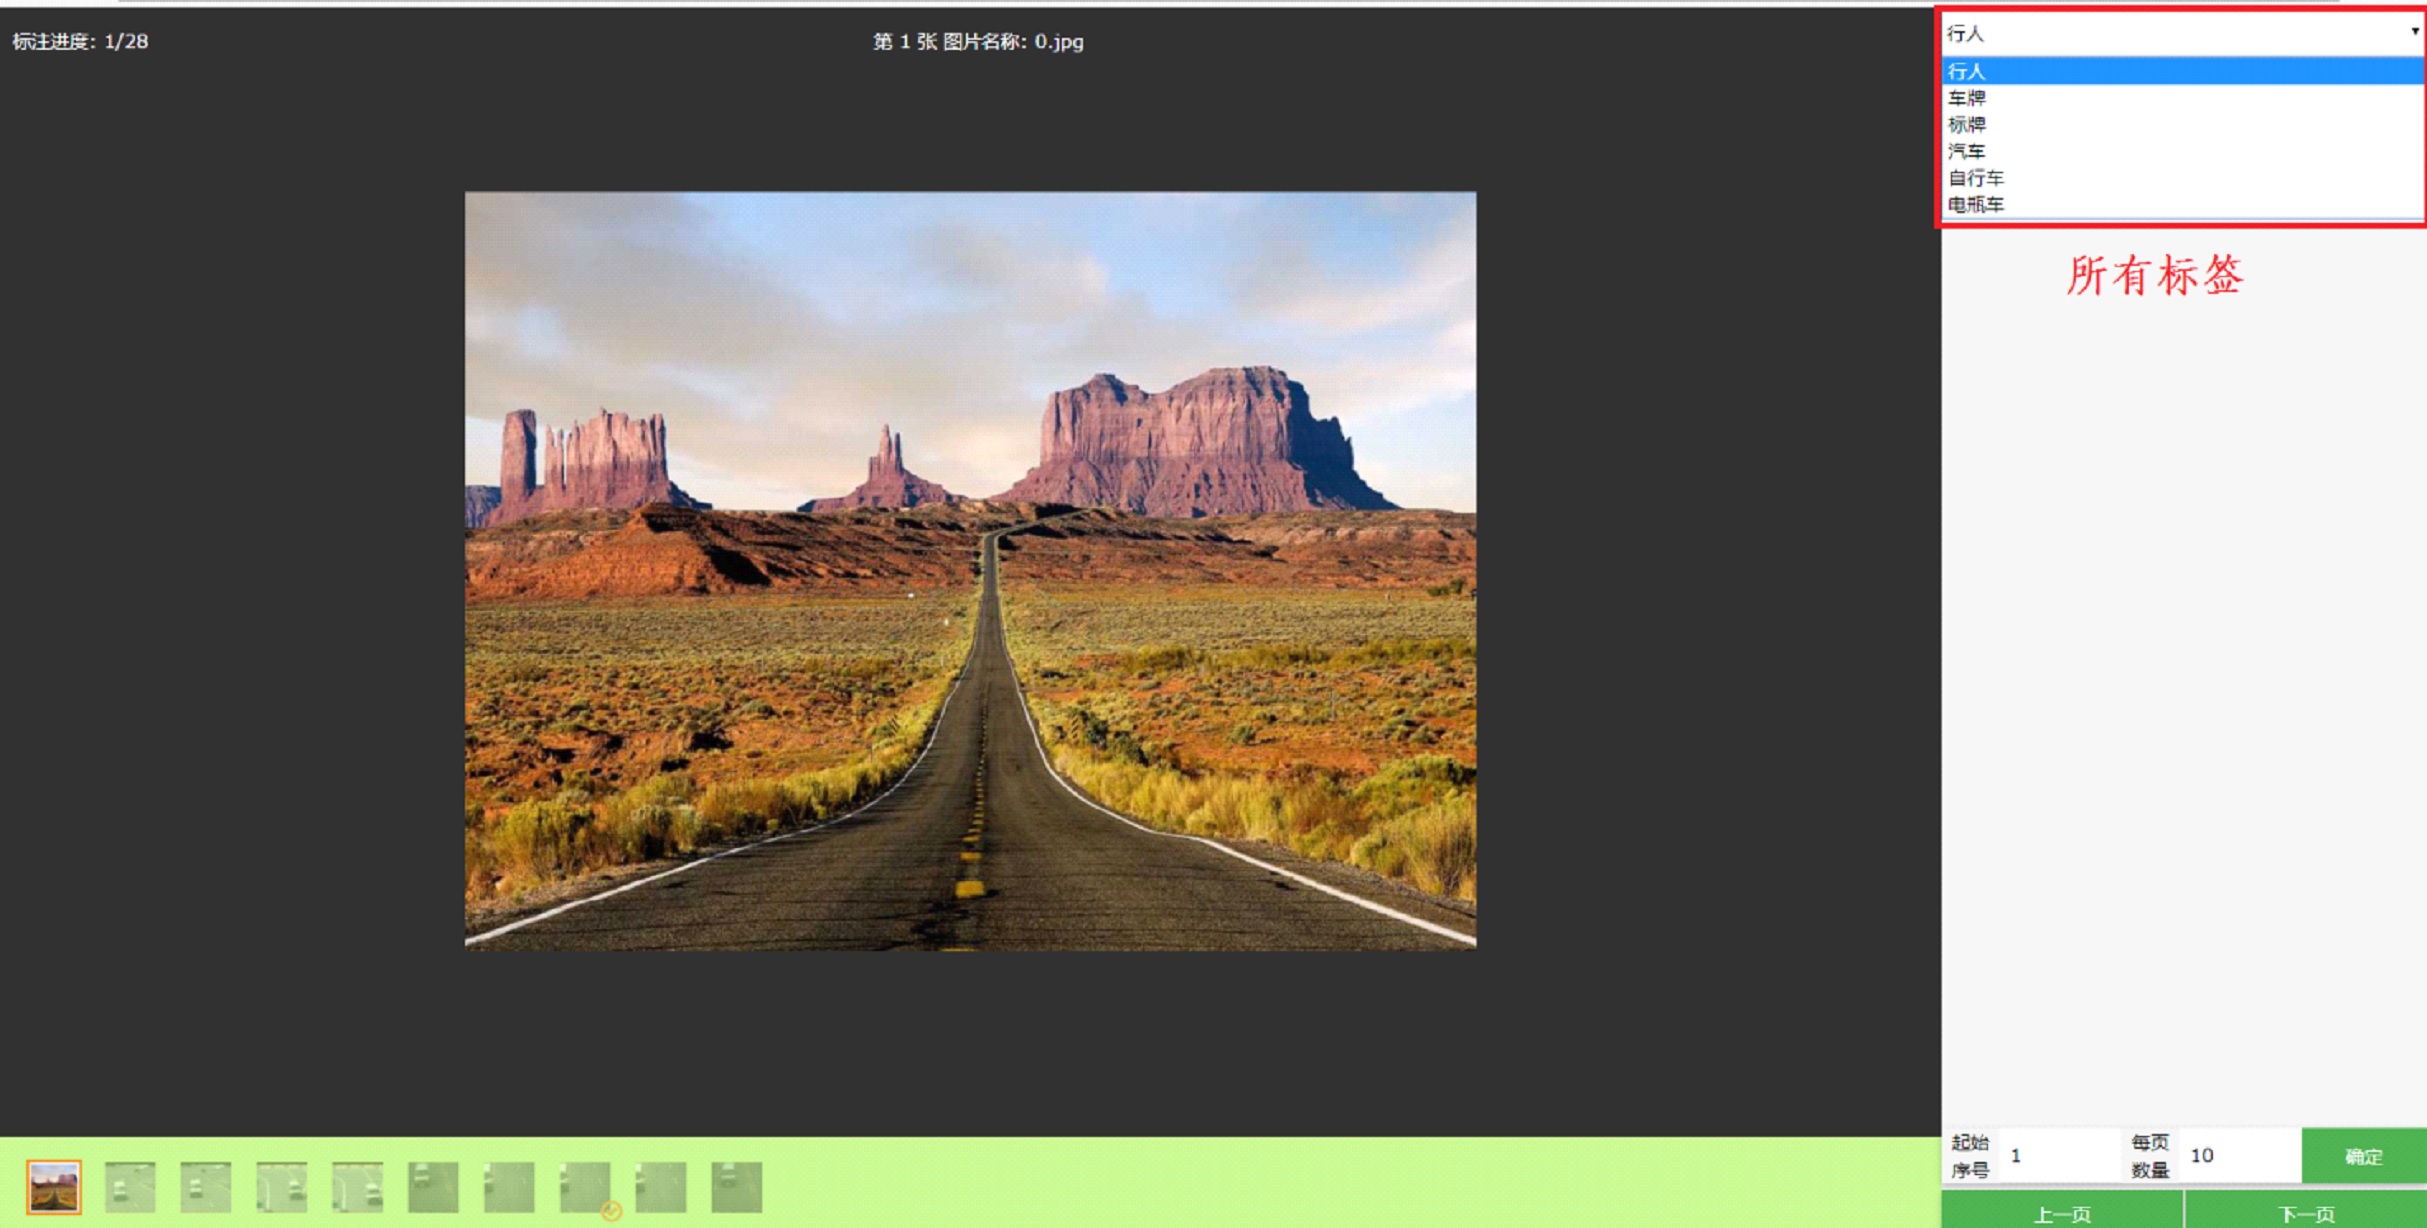 标注进度: 1/28
第 1 张 图片名称: 0.jpg
行人
行人
车牌
标牌
汽车
自行车
电瓶车
所有标签
起始序号 1
每页数量 10
确定
上一页
下一页